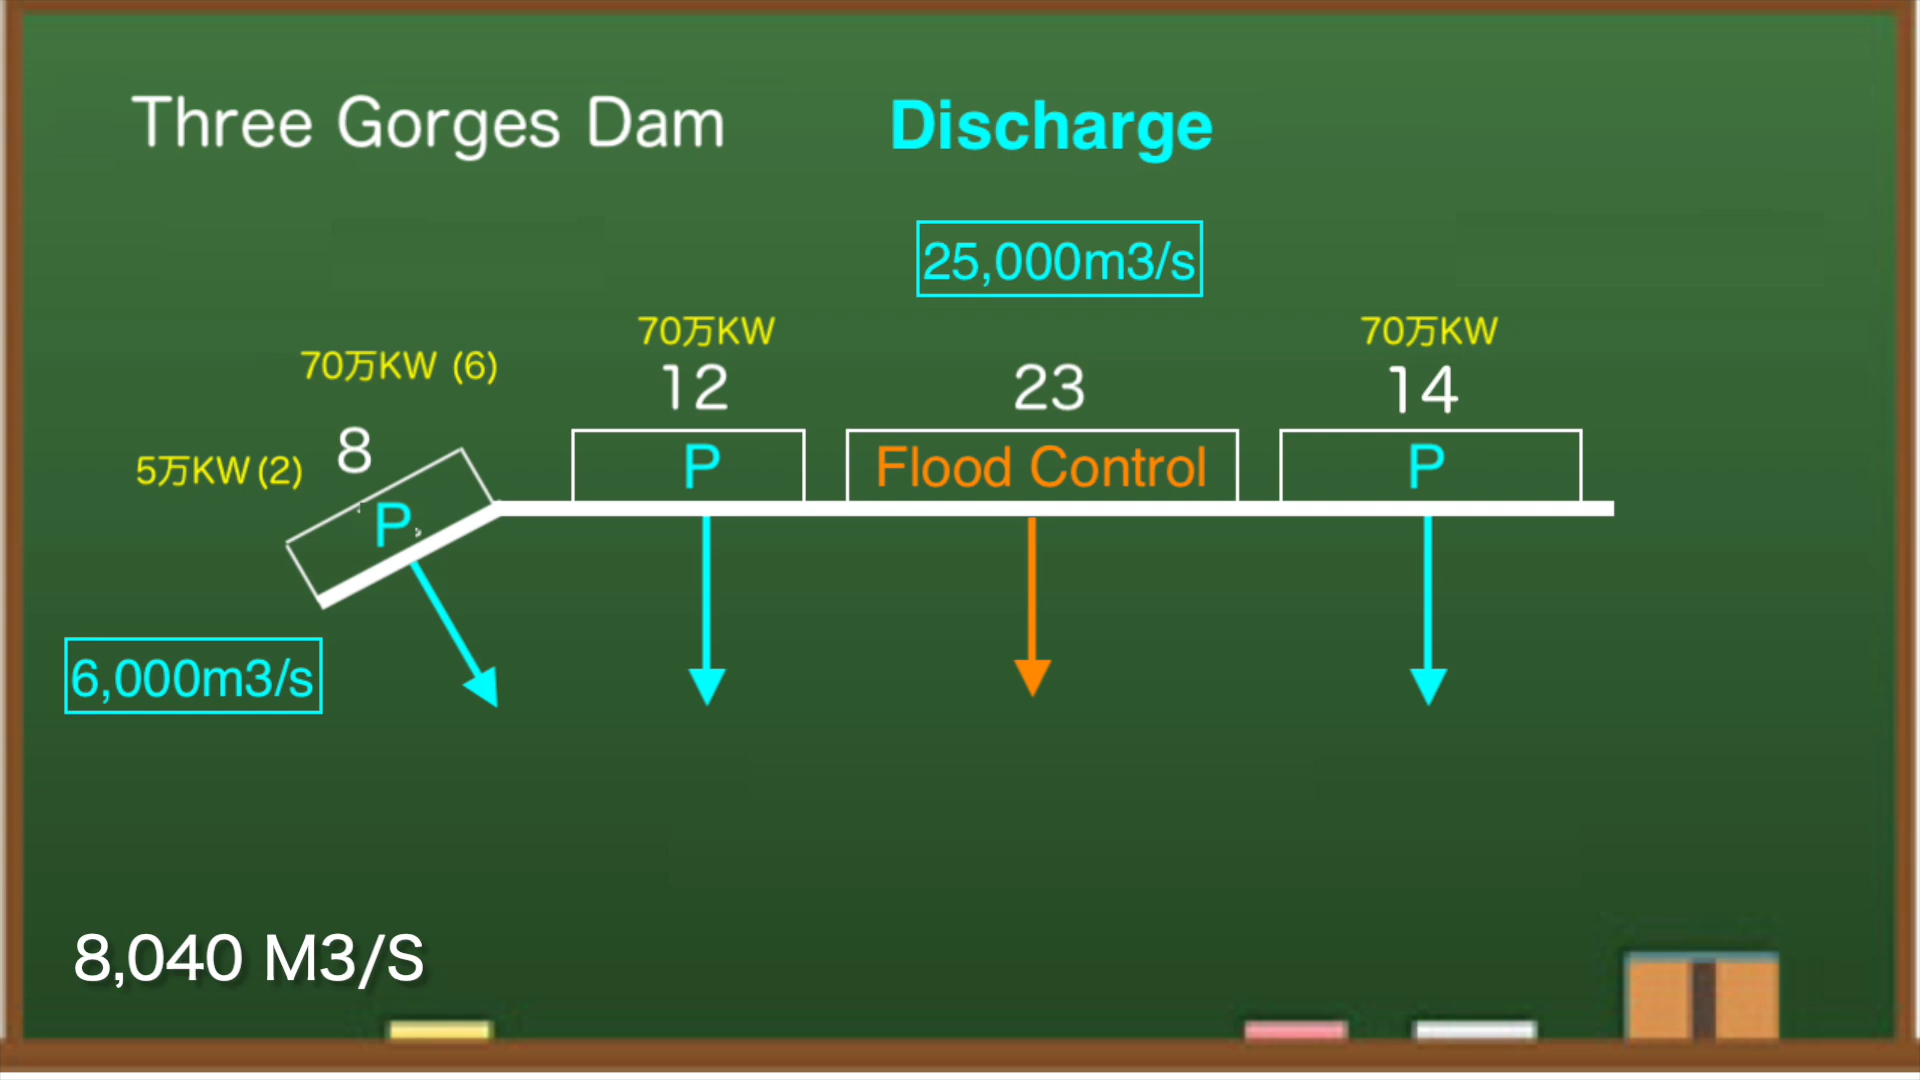 Three Gorges Dam
Discharge
25,000m3/s
70万KW
70万KW
70万KW (6)
12
23
14
8
5万KW (2)
P
Flood Control
P
P
6,000m3/s
8,040 M3/S